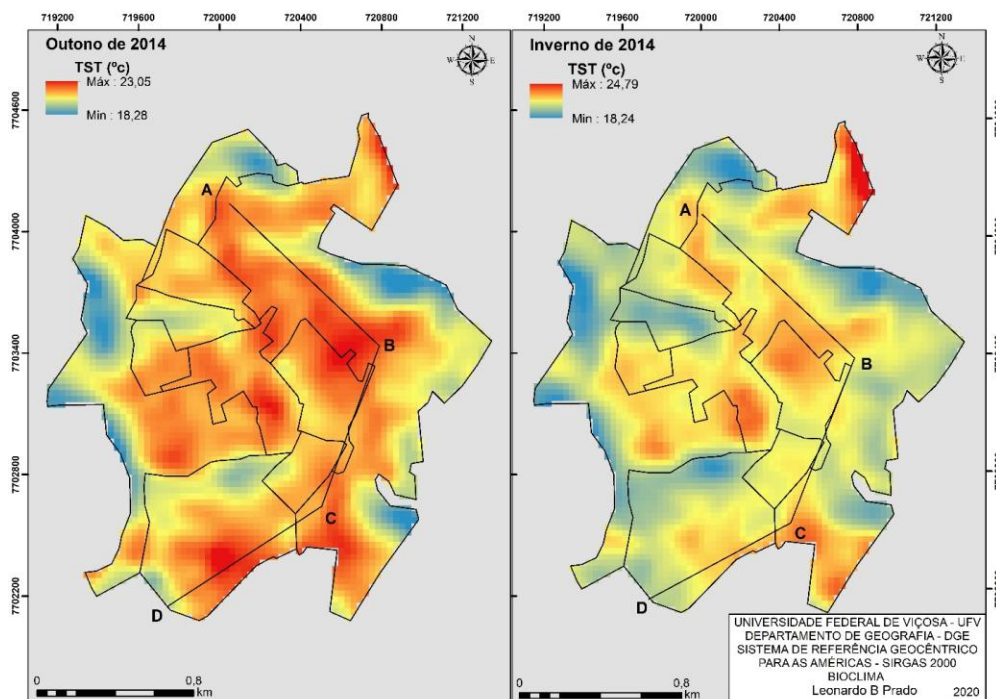 719200 719600 720000 720400 720800 721200
719200 719600 720000 720400 720800 721200
Outono de 2014
N
W E
S
TST (ºc)
Máx : 23,05
Min : 18,28
7704600
7704000
7703400
7702800
7702200
A
B
C
D
0 0,8
km
Inverno de 2014
N
W E
S
TST (ºc)
Máx : 24,79
Min : 18,24
A
B
C
D
0 0,8
km
UNIVERSIDADE FEDERAL DE VIÇOSA - UFV
DEPARTAMENTO DE GEOGRAFIA - DGE
SISTEMA DE REFERÊNCIA GEOCÊNTRICO
PARA AS AMÉRICAS - SIRGAS 2000
BIOCLIMA
Leonardo B Prado 2020